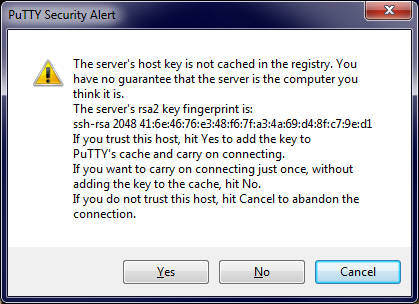 PuTTY Security Alert
The server's host key is not cached in the registry. You
have no guarantee that the server is the computer you
think it is.
The server's rsa2 key fingerprint is:
ssh-rsa 2048 41:6e:46:76:e3:48:f6:7f:a3:4a:69:d4:8f:c7:9e:d1
If you trust this host, hit Yes to add the key to
PuTTY's cache and carry on connecting.
If you want to carry on connecting just once, without
adding the key to the cache, hit No.
If you do not trust this host, hit Cancel to abandon the
connection.
Yes No Cancel